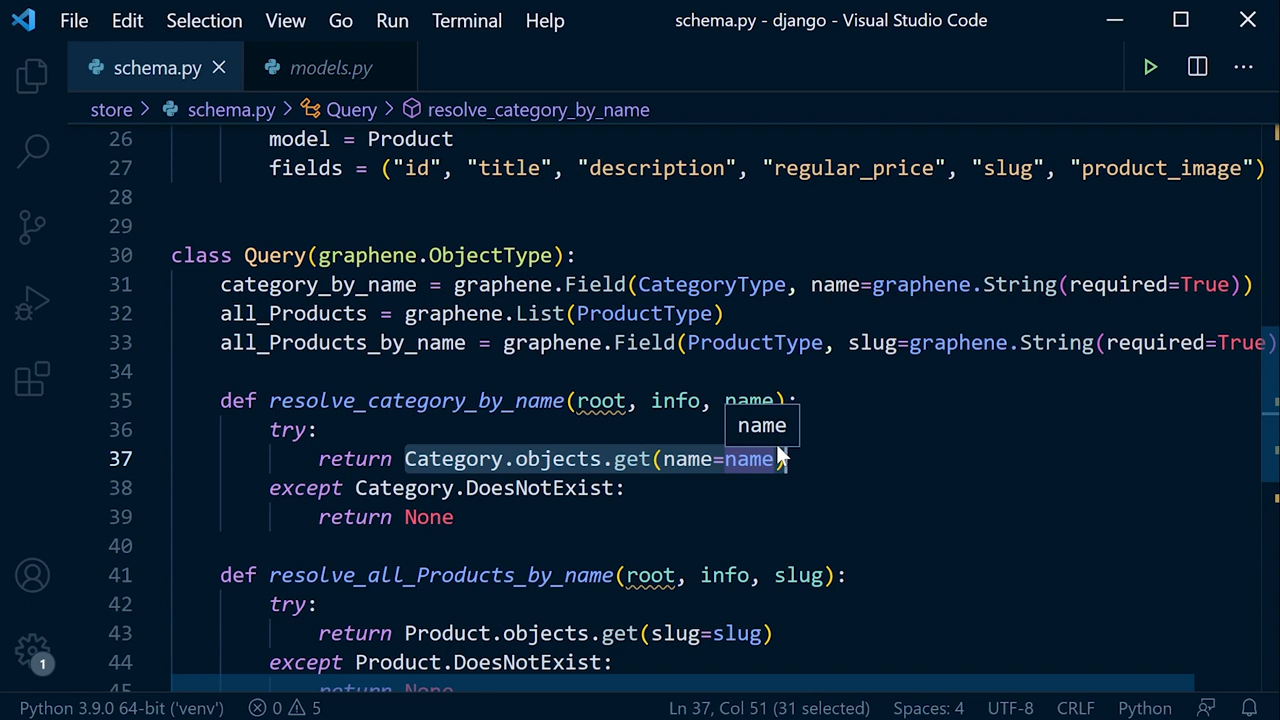 File Edit Selection View Go Run Terminal Help schema.py - django - Visual Studio Code
schema.py models.py
store schema.py Query resolve_category_by_name
26 model = Product
27 fields = ("id", "title", "description", "regular_price", "slug", "product_image")
28
29
30 class Query(graphene.ObjectType):
31 category_by_name = graphene.Field(CategoryType, name=graphene.String(required=True))
32 all_Products = graphene.List(ProductType)
33 all_Products_by_name = graphene.Field(ProductType, slug=graphene.String(required=True)
34
35 def resolve_category_by_name(root, info, name):
36 try:
name
37 return Category.objects.get(name=name)
38 except Category.DoesNotExist:
39 return None
40
41 def resolve_all_Products_by_name(root, info, slug):
42 try:
43 return Product.objects.get(slug=slug)
44 except Product.DoesNotExist:
45 return None
1
Python 3.9.0 64-bit ('venv') 0 5 Ln 37, Col 51 (31 selected) Spaces: 4 UTF-8 CRLF Python